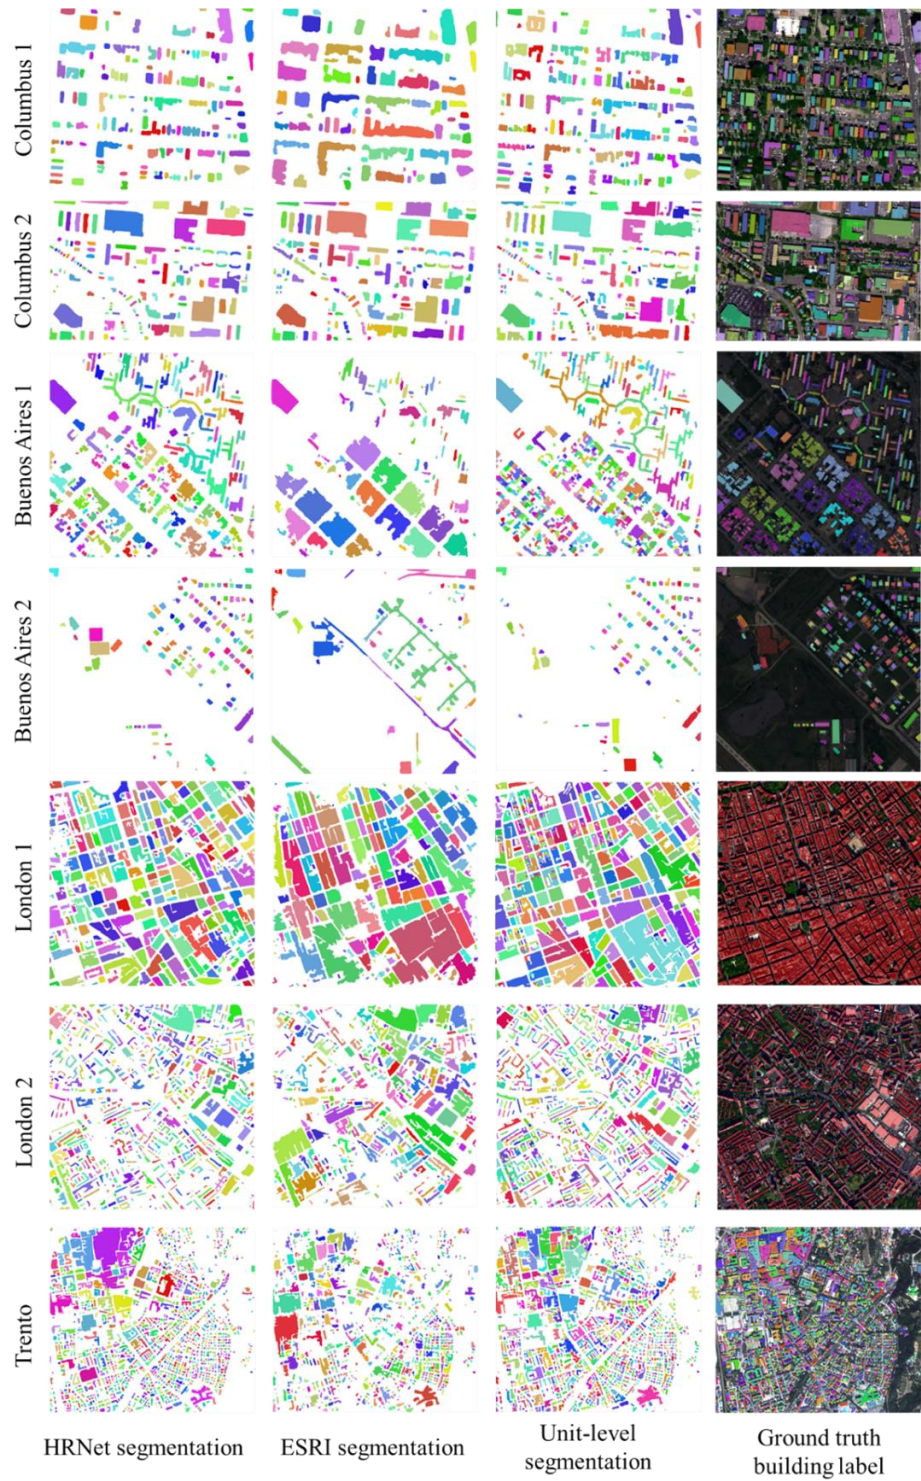 Columbus 1
Columbus 2
Buenos Aires 1
Buenos Aires 2
London 1
London 2
Trento
HRNet segmentation
ESRI segmentation
Unit-level
segmentation
Ground truth
building label